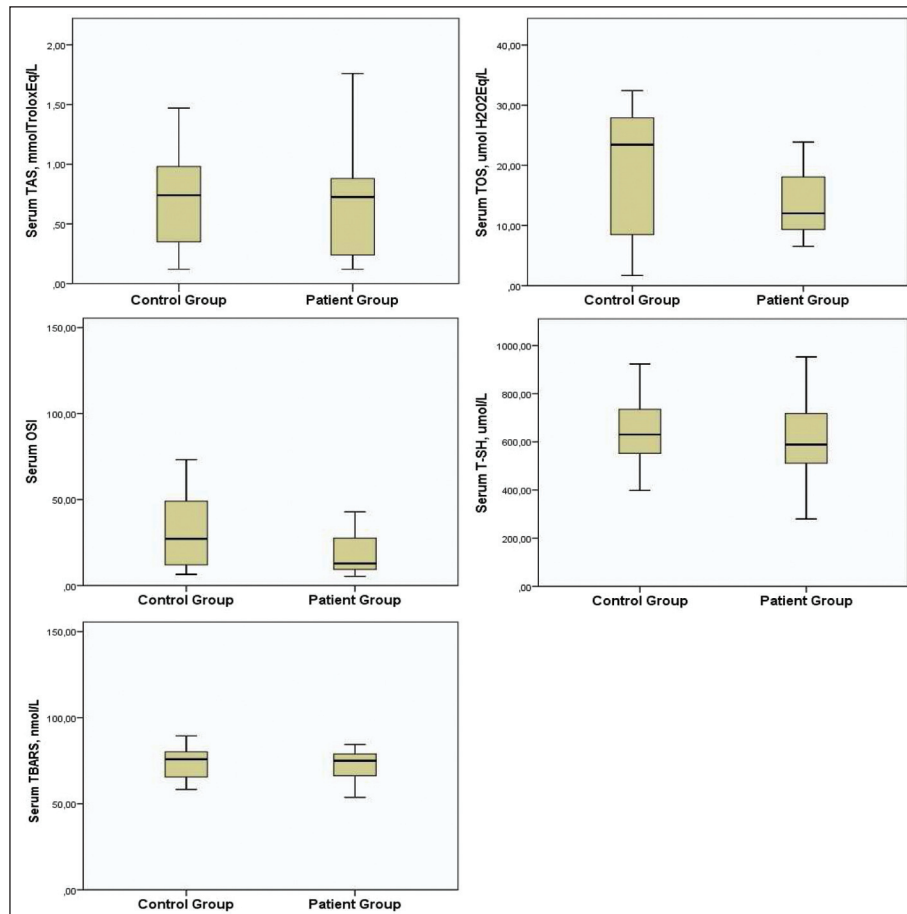 Serum TAS, mmolTroloxEq/L
2,00
1,50
1,00
,50
,00
Control Group
Patient Group
Serum TOS, umol H2O2Eq/L
40,00
30,00
20,00
10,00
,00
Control Group
Patient Group
Serum OSI
150,00
100,00
50,00
,00
Control Group
Patient Group
Serum T-SH, umol/L
1000,00
800,00
600,00
400,00
200,00
,00
Control Group
Patient Group
Serum TBARS, nmol/L
150,00
100,00
50,00
,00
Control Group
Patient Group